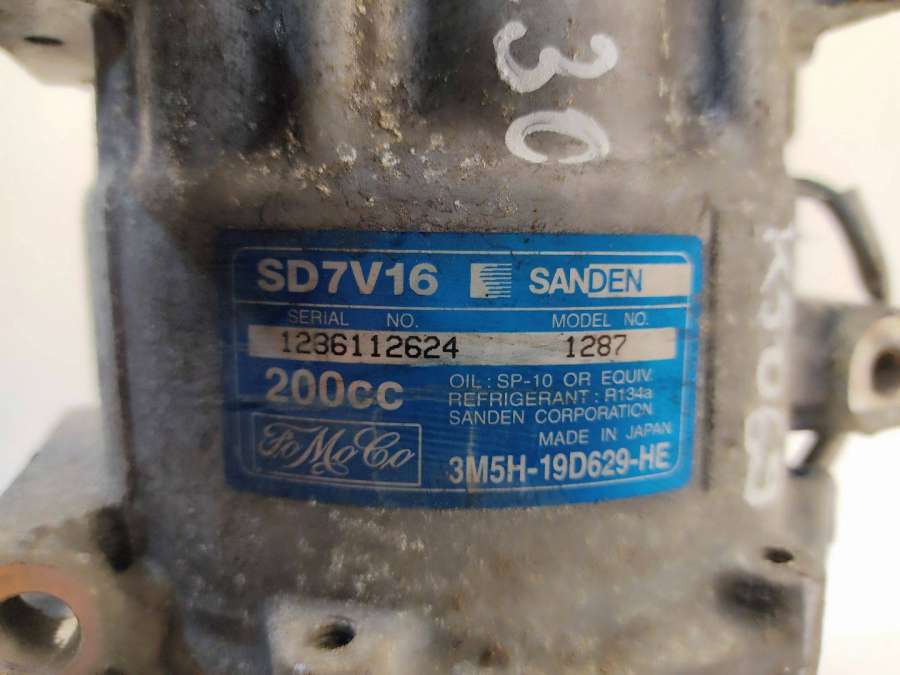 30
SD7V16 SANDEN
SERIAL NO. MODEL NO.
1236112624 1287
200cc
OIL : SP-10 OR EQUIV.
REFRIGERANT : R134a
SANDEN CORPORATION
MADE IN JAPAN
FoMoCo
3M5H-19D629-HE